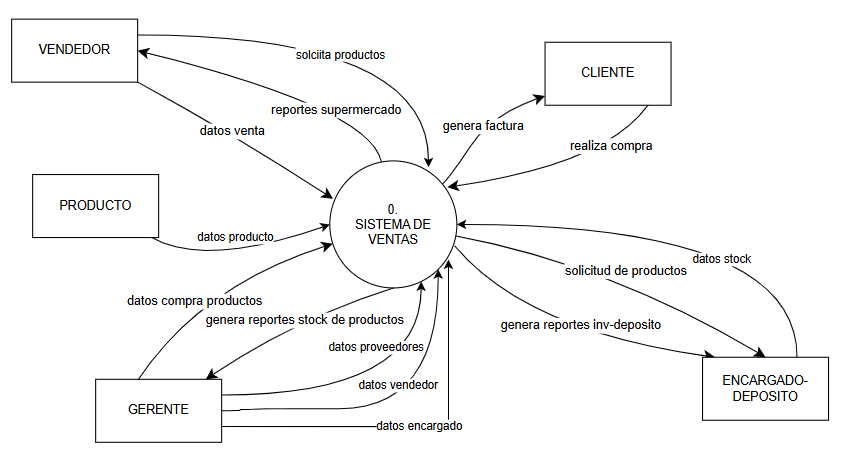 VENDEDOR
solciita productos
CLIENTE
reportes supermercado
genera factura
datos venta
realiza compra
PRODUCTO
0.
SISTEMA DE
VENTAS
datos producto
datos stock
solicitud de productos
datos compra productos
genera reportes stock de productos
genera reportes inv-deposito
datos proveedores
datos vendedor
GERENTE
ENCARGADO-
DEPOSITO
datos encargado